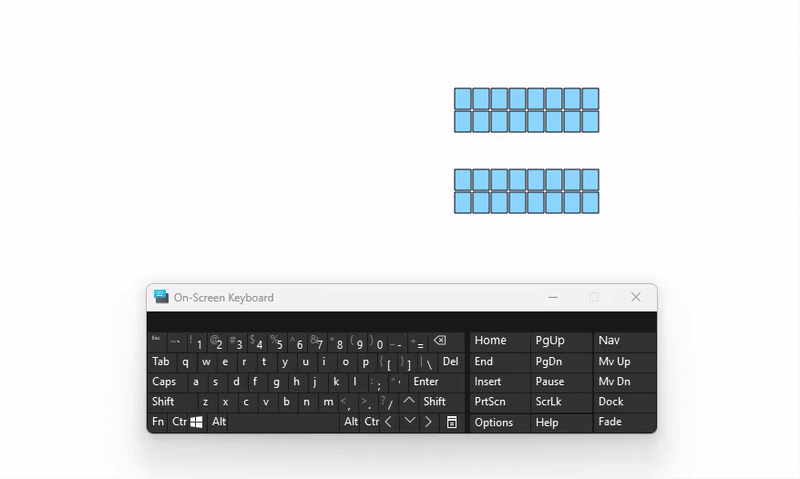 On-Screen Keyboard
Esc ~ ` ! 1 @ 2 # 3 $ 4 % 5 ^ 6 & 7 * 8 ( 9 ) 0 _ - + = Home PgUp Nav
Tab q w e r t y u i o p { [ } ] | \ Del End PgDn Mv Up
Caps a s d f g h j k l : ; " ' Enter Insert Pause Mv Dn
Shift z x c v b n m < , > . ? / Shift PrtScn ScrLk Dock
Fn Ctr Alt Alt Ctr Options Help Fade